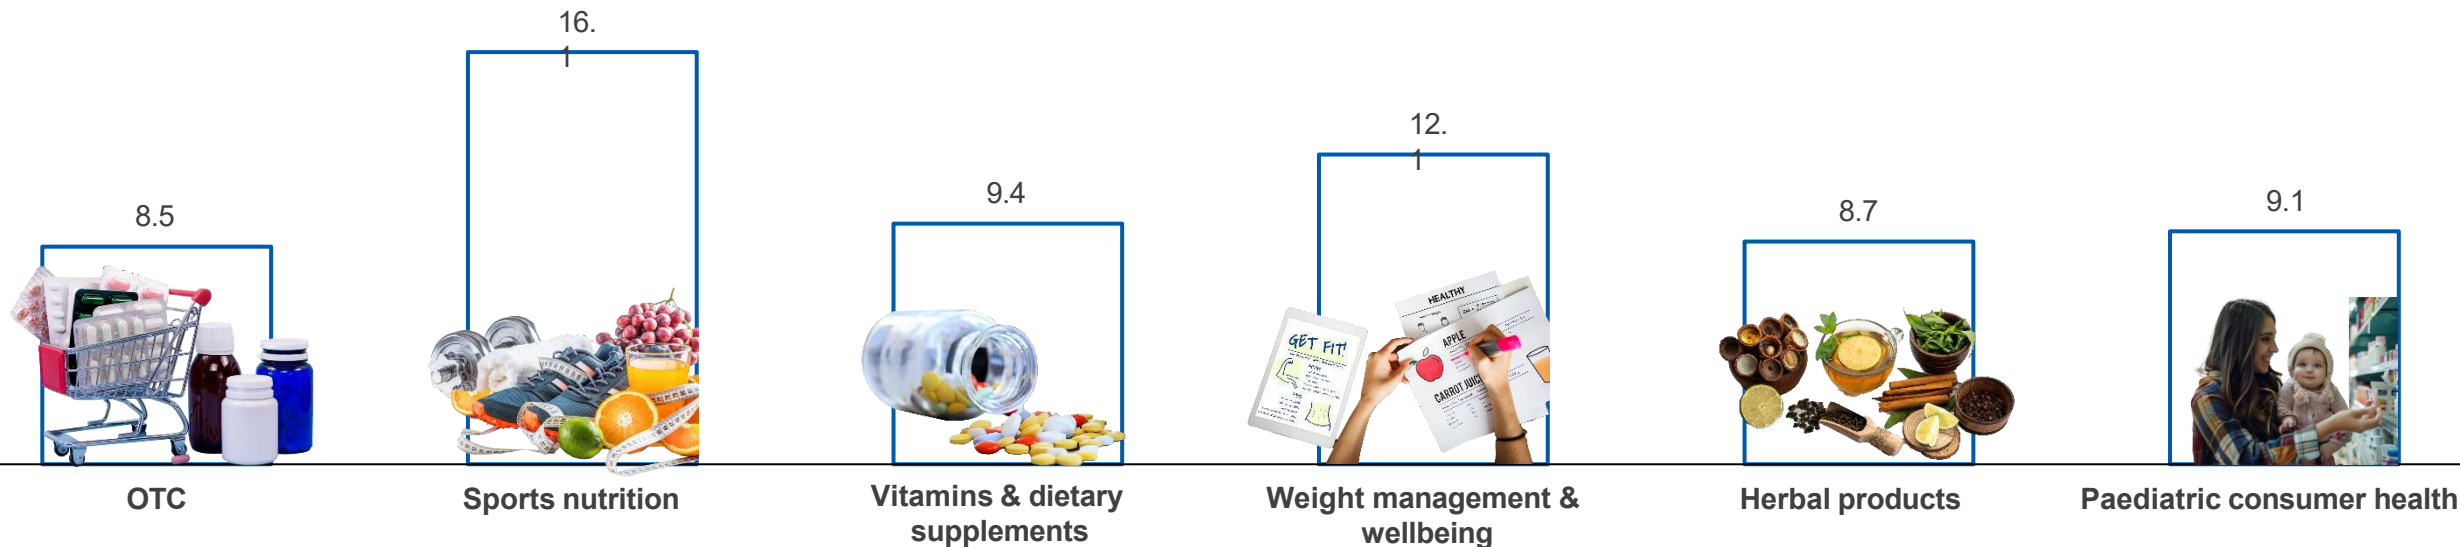 16.
1
12.
1
9.4
8.5
8.7
9.1
HEALTHY
GET FIT!
APPLE
CARROT JUICE
OTC
Sports nutrition
Vitamins & dietary
supplements
Weight management &
wellbeing
Herbal products
Paediatric consumer health